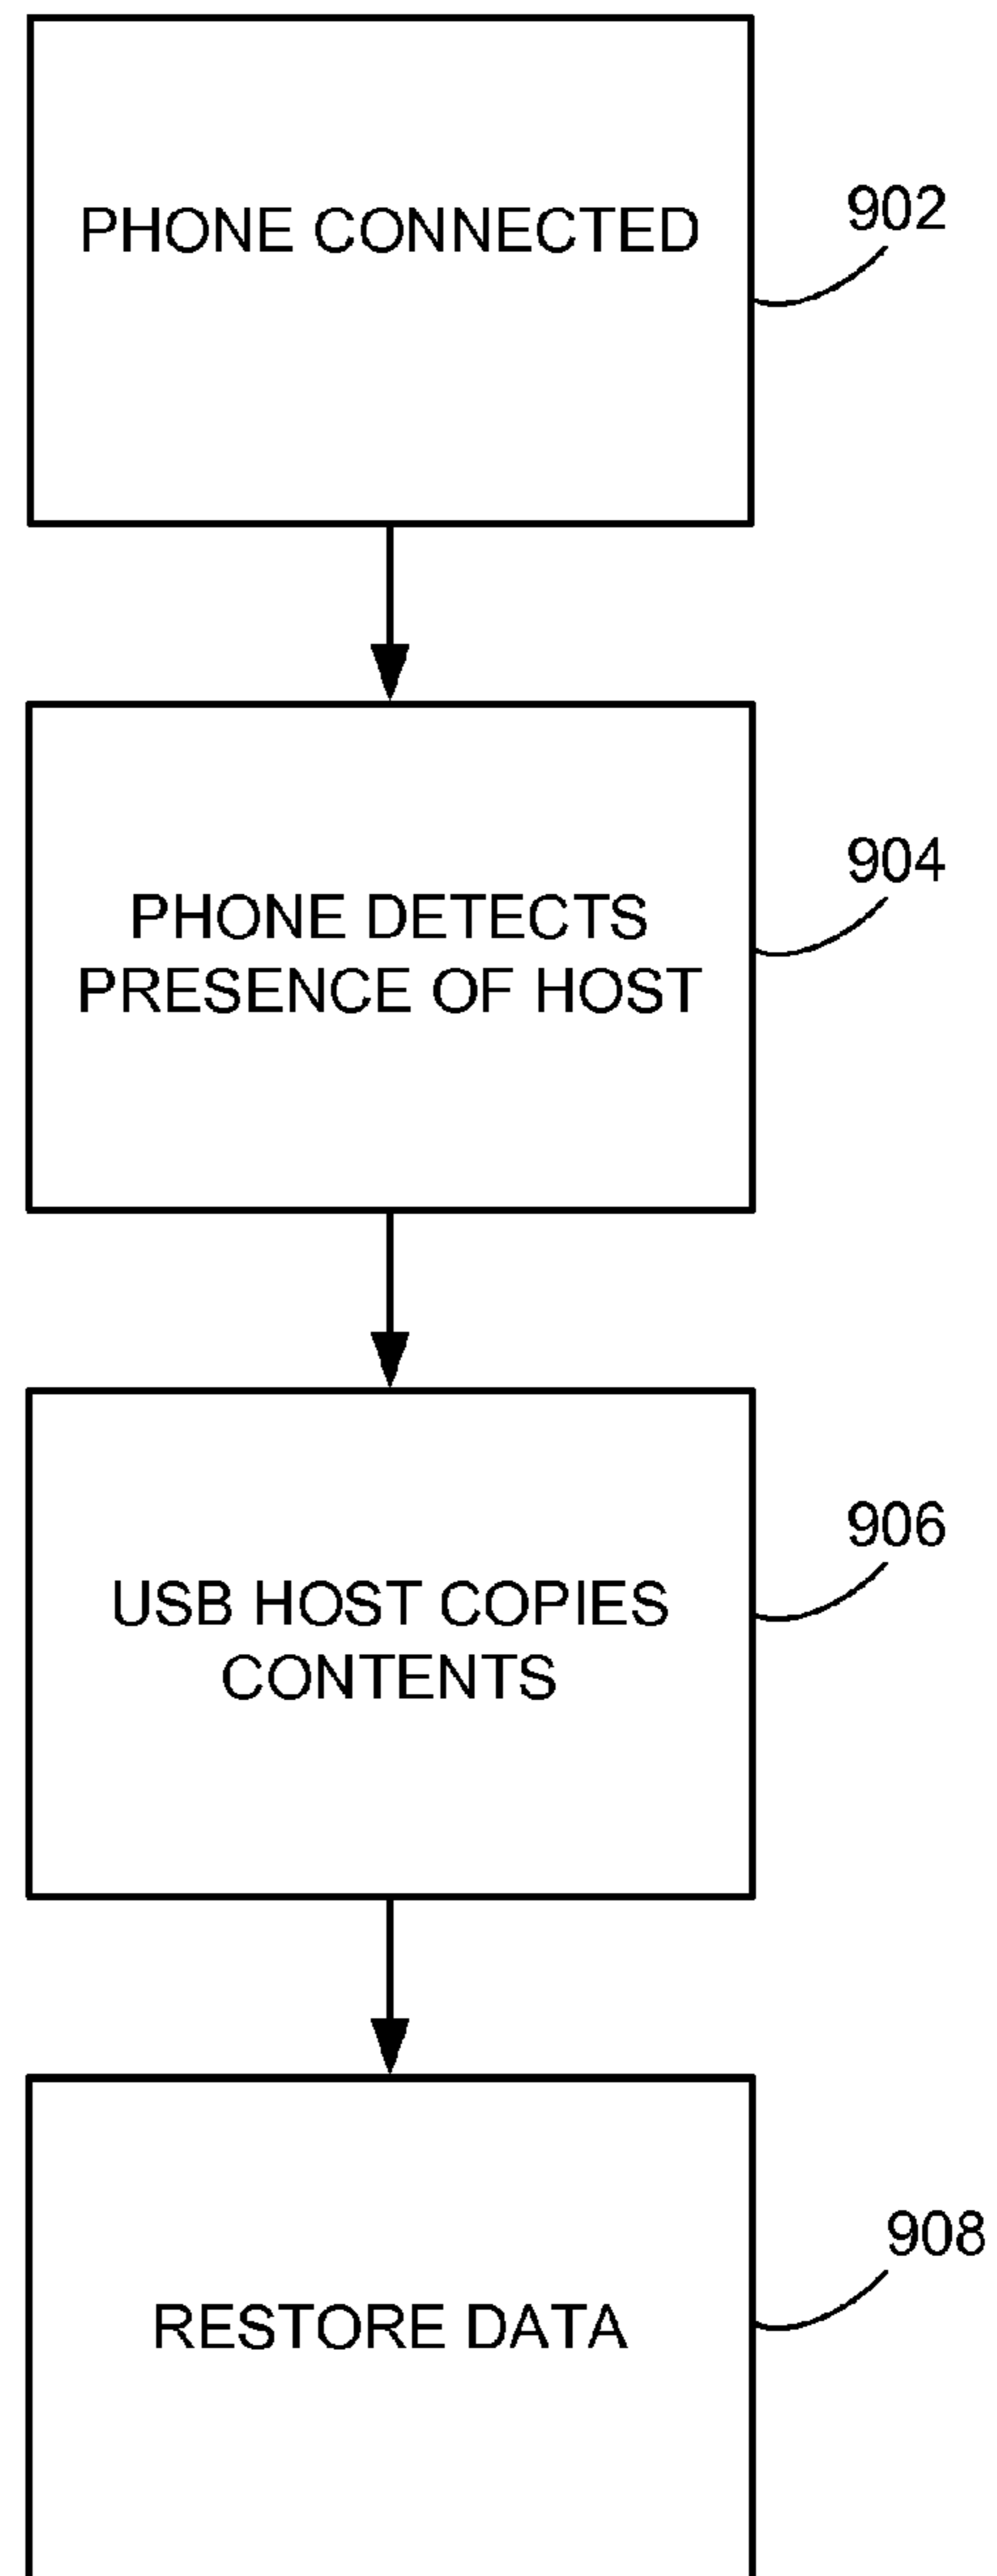 PHONE CONNECTED
902
PHONE DETECTS
PRESENCE OF HOST
904
USB HOST COPIES
CONTENTS
906
RESTORE DATA
908